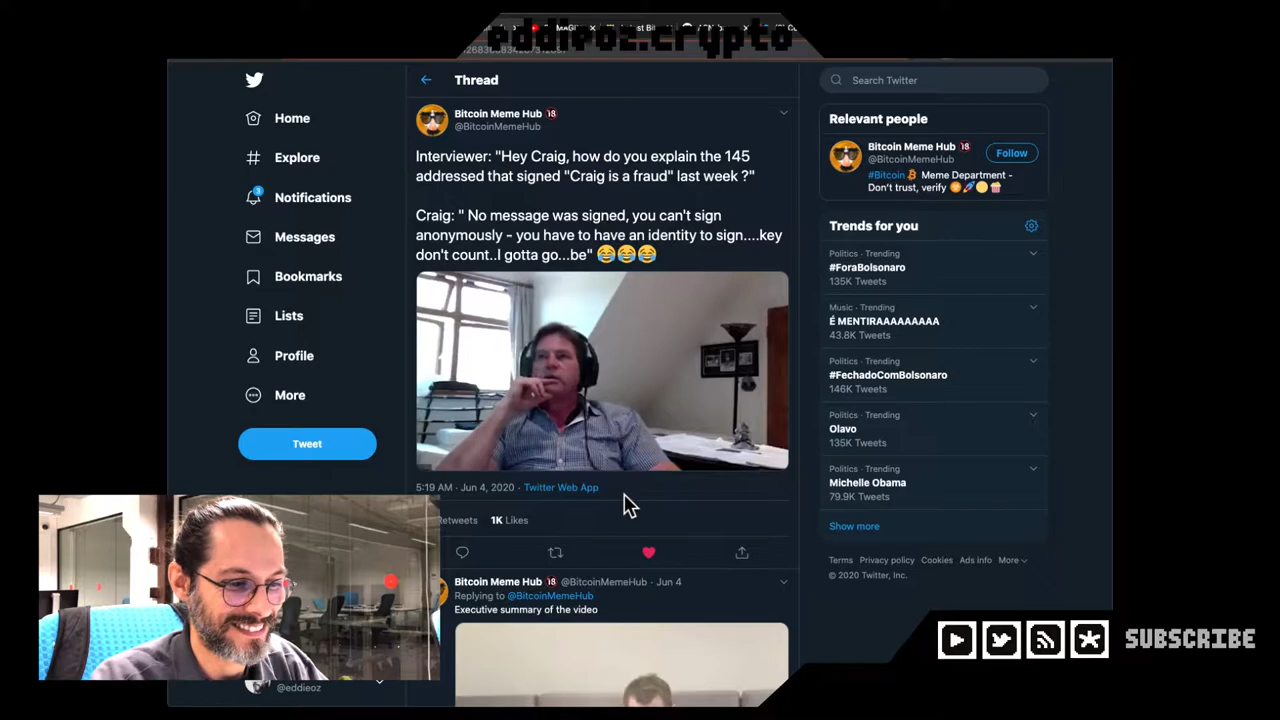 eddieoz.crypto
Thread
Bitcoin Meme Hub 🔞
@BitcoinMemeHub
Interviewer: "Hey Craig, how do you explain the 145
addressed that signed "Craig is a fraud" last week ?"
Craig: " No message was signed, you can't sign
anonymously - you have to have an identity to sign....key
don't count..I gotta go...be" 😂😂😂
5:19 AM · Jun 4, 2020 · Twitter Web App
1K Likes
Bitcoin Meme Hub 🔞 @BitcoinMemeHub · Jun 4
Replying to @BitcoinMemeHub
Executive summary of the video
Home
Explore
3
Notifications
Messages
Bookmarks
Lists
Profile
More
Tweet
@eddieoz
Search Twitter
Relevant people
Bitcoin Meme Hub 🔞
@BitcoinMemeHub
Follow
#Bitcoin Meme Department -
Don't trust, verify
Trends for you
Politics · Trending
#ForaBolsonaro
135K Tweets
Music · Trending
É MENTIRAAAAAAAAA
43.8K Tweets
Politics · Trending
#FechadoComBolsonaro
146K Tweets
Politics · Trending
Olavo
135K Tweets
Politics · Trending
Michelle Obama
79.9K Tweets
Show more
Terms Privacy policy Cookies Ads info More
© 2020 Twitter, Inc.
SUBSCRIBE